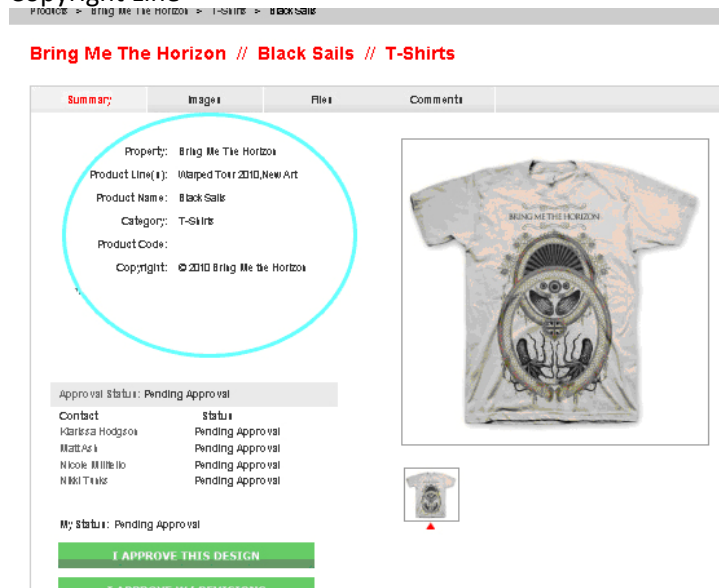 Copyright Line
Products > Bring Me The Horizon > T-Shirts > Black Sails
Bring Me The Horizon // Black Sails // T-Shirts
Summary Images Files Comments
Property: Bring Me The Horizon
Product Line(s): Warped Tour 2010,New Art
Product Name: Black Sails
Category: T-Shirts
Product Code:
Copyright: © 2010 Bring Me the Horizon
BRING ME THE HORIZON
Approval Status: Pending Approval
Contact Status
Klarissa Hodgson Pending Approval
Matt Ash Pending Approval
Nicole Pending Approval
Nikki Tunks Pending Approval
My Status: Pending Approval
I APPROVE THIS DESIGN
I APPROVE W/ REVISIONS